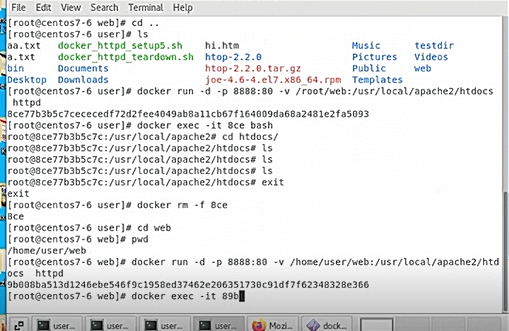 File Edit View Search Terminal Help
[root@centos7-6 web]# cd ..
[root@centos7-6 user]# ls
aa.txt docker_httpd_setup5.sh hi.htm Music testdir
a.txt docker_httpd_teardown.sh htop-2.2.0 Pictures Videos
bin Documents htop-2.2.0.tar.gz Public web
Desktop Downloads joe-4.6-4.el7.x86_64.rpm Templates
[root@centos7-6 user]# docker run -d -p 8888:80 -v /root/web:/usr/local/apache2/htdocs
httpd
8ce77b3b5c7cececedf72d2fee4049ab8a11cb67f164009da68a2481e2fa5093
[root@centos7-6 user]# docker exec -it 8ce bash
root@8ce77b3b5c7c:/usr/local/apache2# cd htdocs/
root@8ce77b3b5c7c:/usr/local/apache2/htdocs# ls
root@8ce77b3b5c7c:/usr/local/apache2/htdocs# ls
root@8ce77b3b5c7c:/usr/local/apache2/htdocs# ls
root@8ce77b3b5c7c:/usr/local/apache2/htdocs# exit
exit
[root@centos7-6 user]# docker rm -f 8ce
8ce
[root@centos7-6 user]# cd web
[root@centos7-6 web]# pwd
/home/user/web
[root@centos7-6 web]# docker run -d -p 8888:80 -v /home/user/web:/usr/local/apache2/htd
ocs httpd
9b008ba513d1246ebe546f9c1958ed37462e206351730c91df7f62348328e366
[root@centos7-6 web]# docker exec -it 89b
user... user... user... user... Mozi... dock...